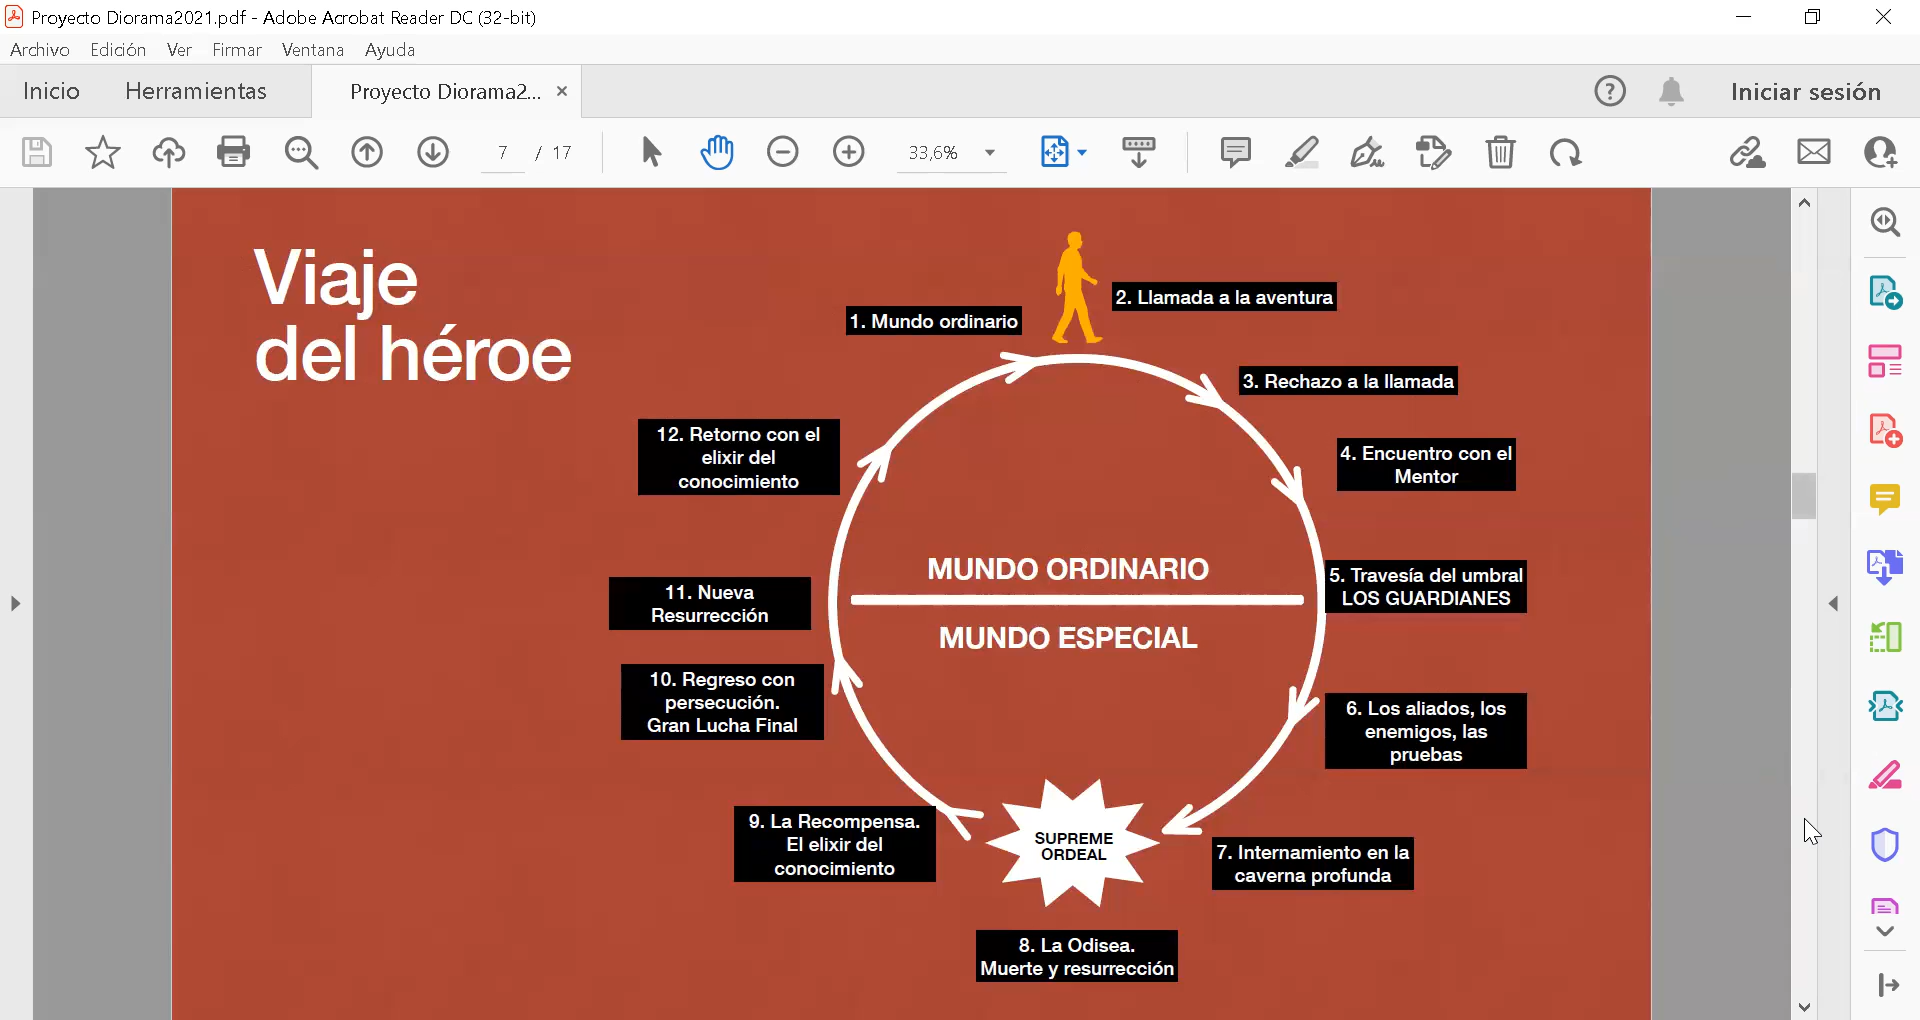 Proyecto Diorama2021.pdf - Adobe Acrobat Reader DC (32-bit)
Archivo Edición Ver Firmar Ventana Ayuda
Inicio Herramientas Proyecto Diorama2... × Iniciar sesión
7 / 17 33,6%
Viaje
del héroe
1. Mundo ordinario
2. Llamada a la aventura
3. Rechazo a la llamada
4. Encuentro con el
Mentor
5. Travesía del umbral
LOS GUARDIANES
6. Los aliados, los
enemigos, las
pruebas
7. Internamiento en la
caverna profunda
8. La Odisea.
Muerte y resurrección
9. La Recompensa.
El elixir del
conocimiento
10. Regreso con
persecución.
Gran Lucha Final
11. Nueva
Resurrección
12. Retorno con el
elixir del
conocimiento
MUNDO ORDINARIO
MUNDO ESPECIAL
SUPREME
ORDEAL